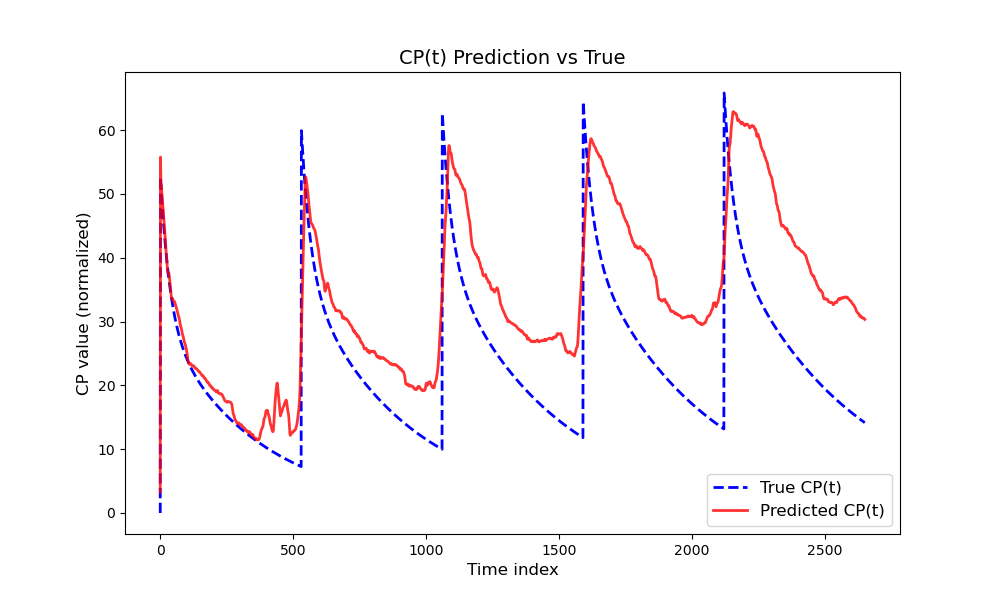 CP(t) Prediction vs True
CP value (normalized)
60
50
40
30
20
10
0
0 500 1000 1500 2000 2500
Time index
True CP(t)
Predicted CP(t)